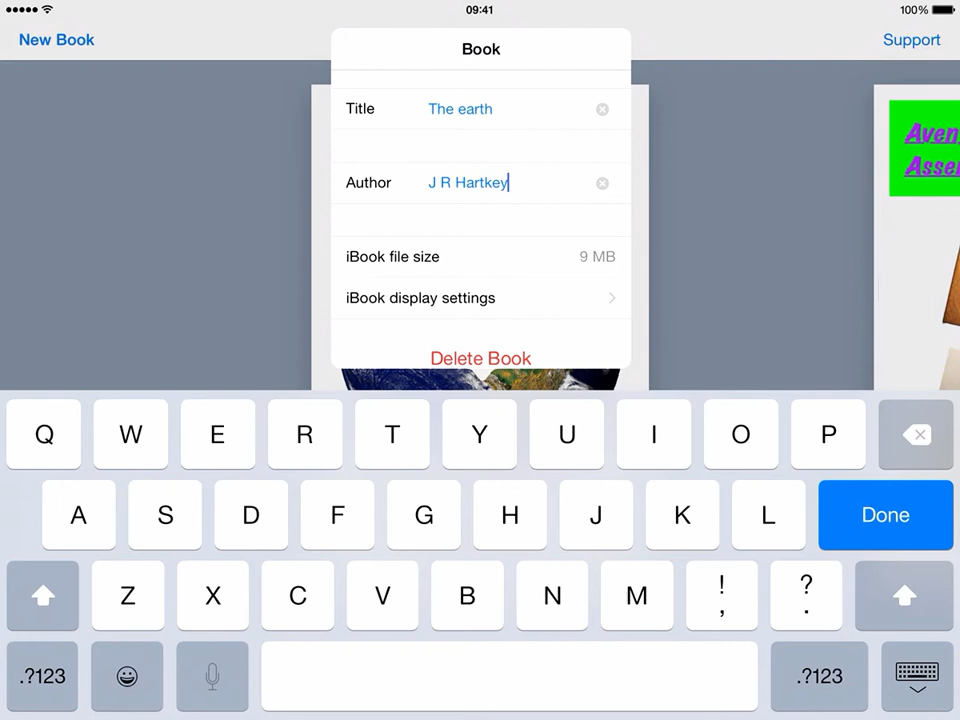 09:41
100%
New Book
Book
Support
Title The earth
Author J R Hartkey
iBook file size 9 MB
iBook display settings
Delete Book
Q W E R T Y U I O P
A S D F G H J K L Done
Z X C V B N M ! , ? .
.?123 .?123